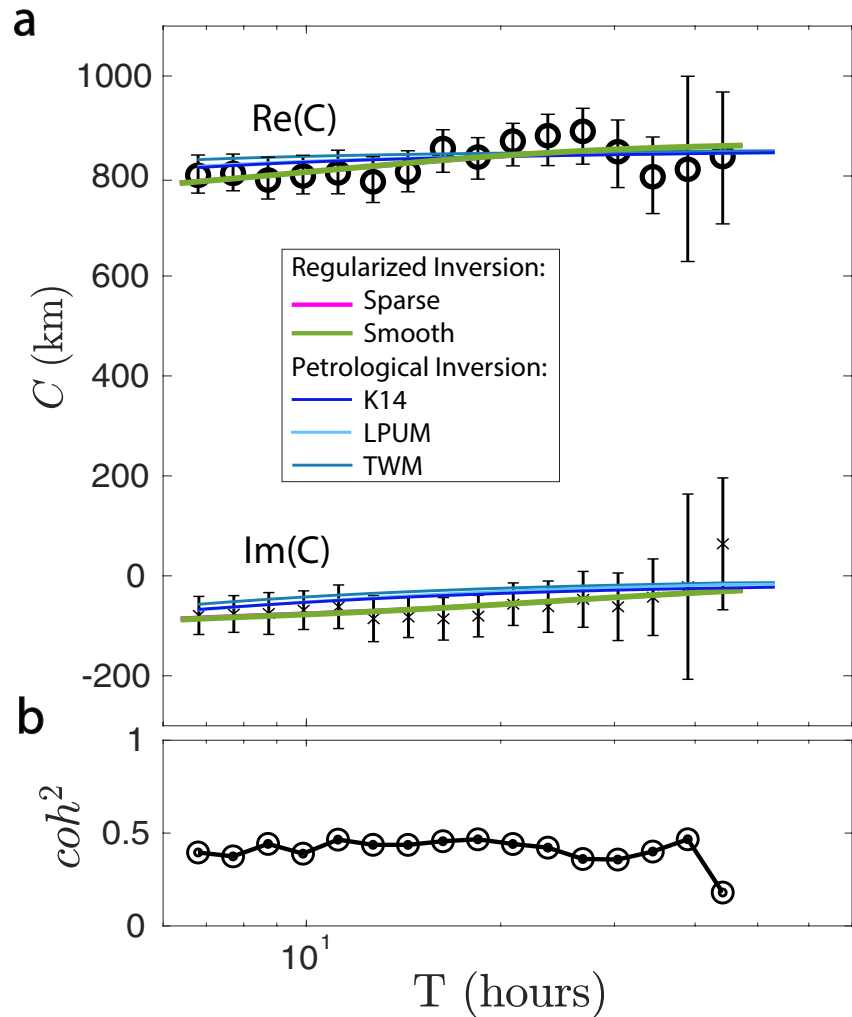 a
1000
Re(C)
800
Regularized Inversion:
Sparse
600
Smooth
Petrological Inversion:
C (km)
400
K14
LPUM
TWM
200
Im(C)
0
-200
b
1
coh²
0.5
0
10¹
T (hours)